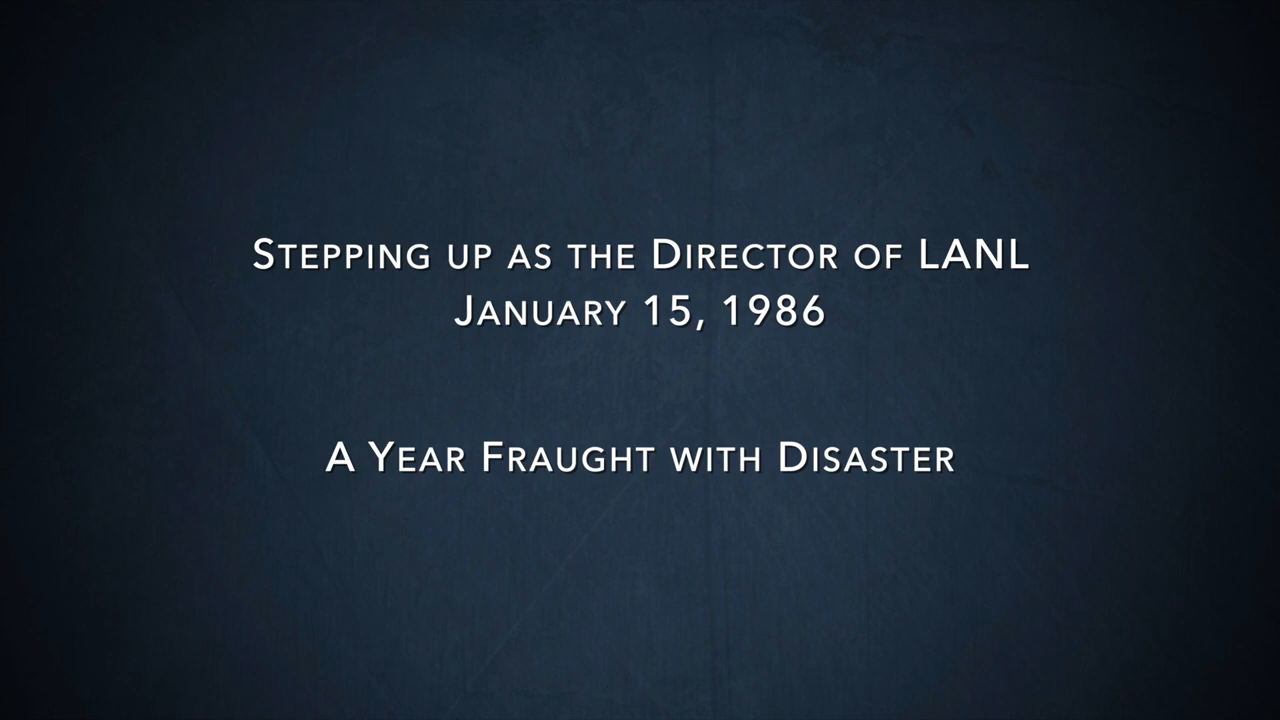 Stepping up as the Director of LANL
January 15, 1986
A Year Fraught with Disaster